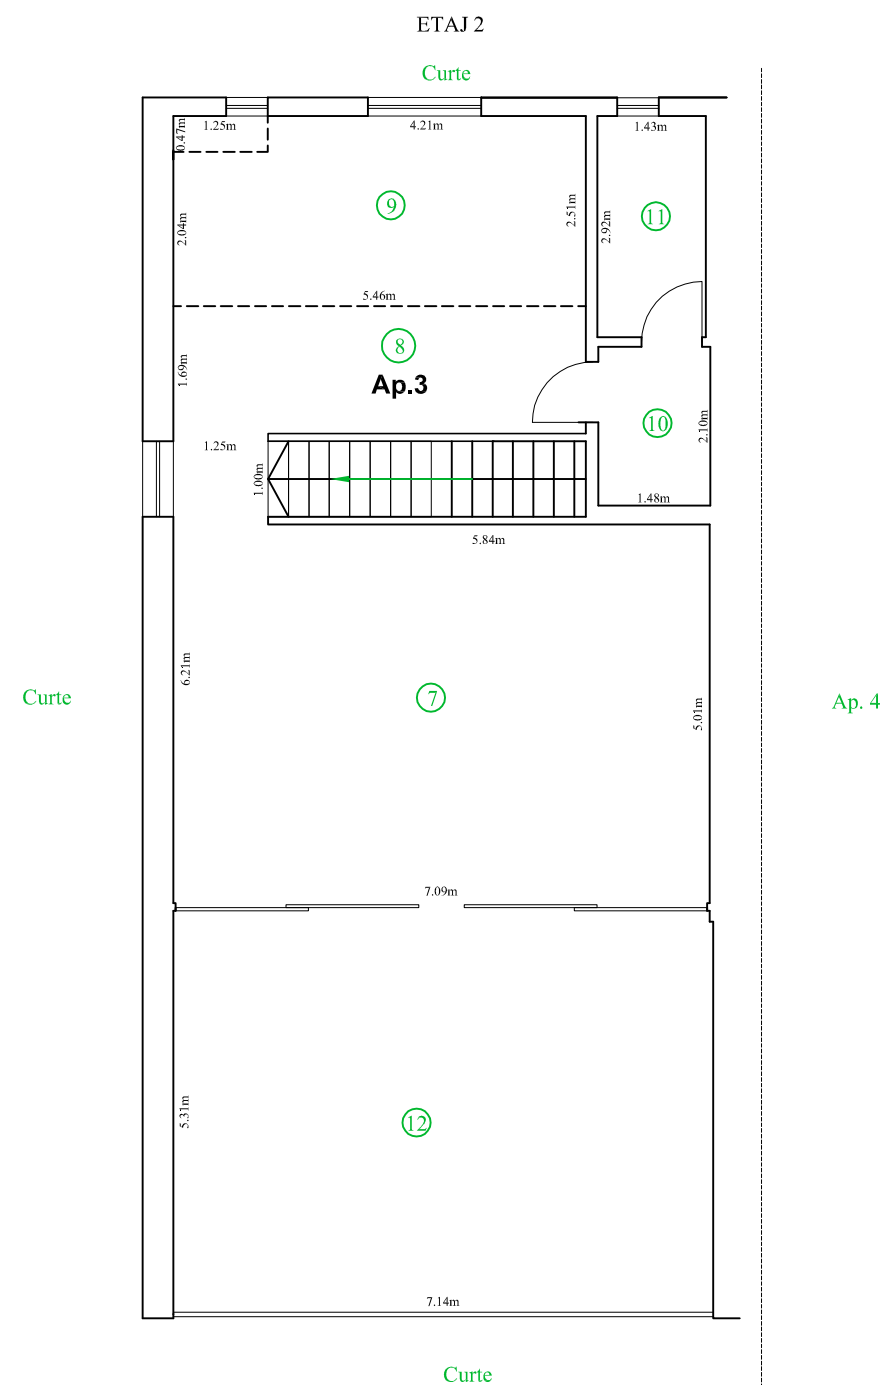 ETAJ 2
Curte
0.47m
1.25m
4.21m
1.43m
2.04m
9
2.51m
2.92m
11
5.46m
8
1.69m
Ap.3
10
2.10m
1.25m
1.00m
1.48m
5.84m
6.21m
Curte
7
5.01m
Ap. 4
7.09m
5.31m
12
7.14m
Curte